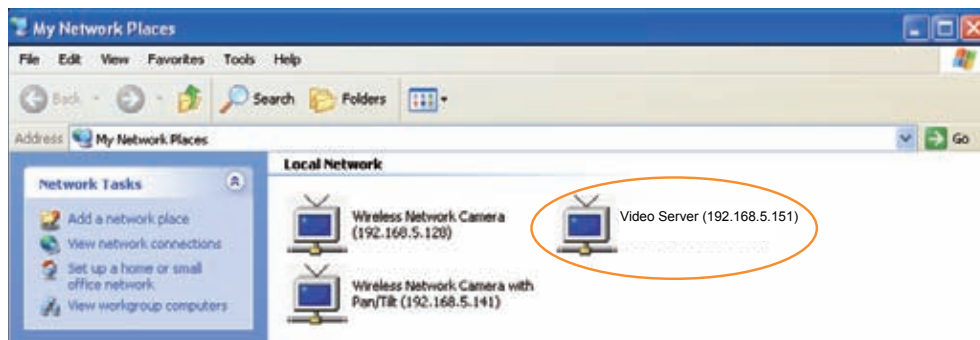 My Network Places
File Edit View Favorites Tools Help
Back Search Folders
Address My Network Places Go
Local Network
Network Tasks
Add a network place
View network connections
Set up a home or small
office network
View workgroup computers
Wireless Network Camera
(192.168.5.128)
Video Server (192.168.5.151)
Wireless Network Camera with
Pan/Tilt (192.168.5.141)